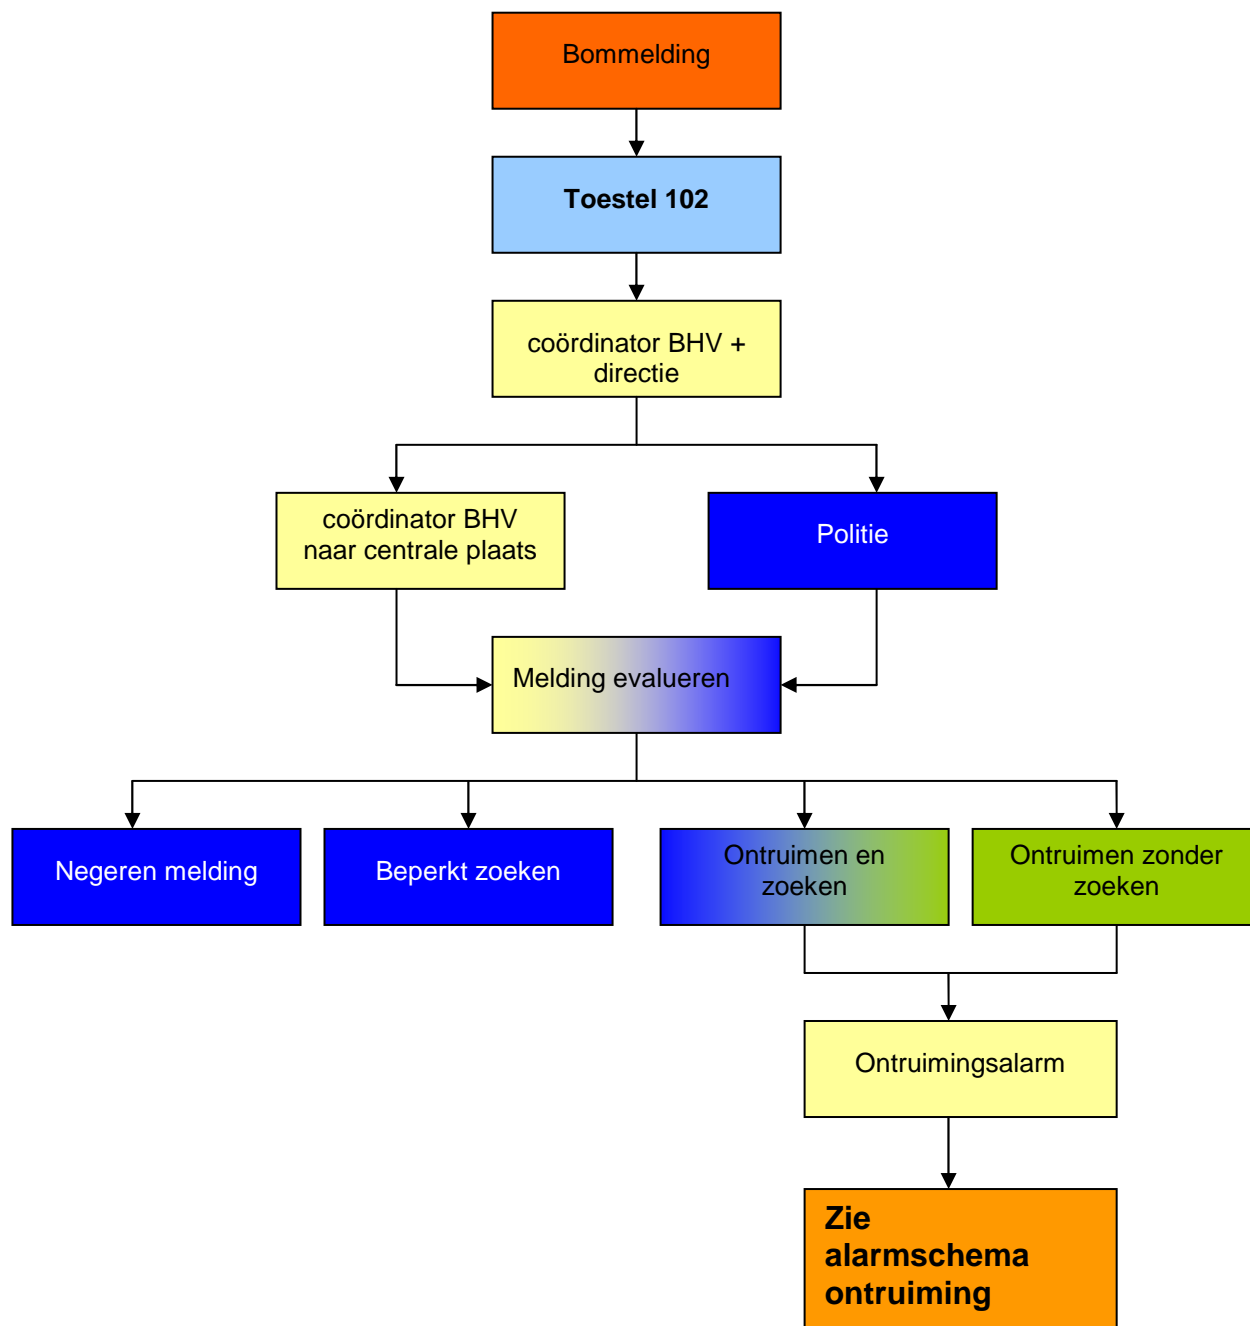 Bommelding
Toestel 102
coördinator BHV +
directie
coördinator BHV
naar centrale plaats
Politie
Melding evalueren
Negeren melding
Beperkt zoeken
Ontruimen en
zoeken
Ontruimen zonder
zoeken
Ontruimingsalarm
Zie
alarmschema
ontruiming